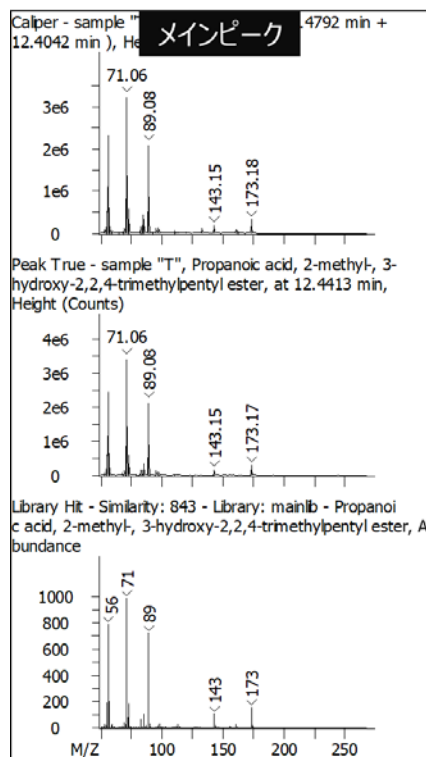 Caliper - sample "
メインピーク
.4792 min +
12.4042 min ), He
71.06
89.08
143.15
173.18
3e6
2e6
1e6
0
Peak True - sample "T", Propanoic acid, 2-methyl-, 3-
hydroxy-2,2,4-trimethylpentyl ester, at 12.4413 min,
Height (Counts)
71.06
89.08
143.15
173.17
4e6
3e6
2e6
1e6
0
Library Hit - Similarity: 843 - Library: mainlib - Propanoi
c acid, 2-methyl-, 3-hydroxy-2,2,4-trimethylpentyl ester, A
bundance
56
71
89
143
173
1000
800
600
400
200
0
M/Z 100 150 200 250